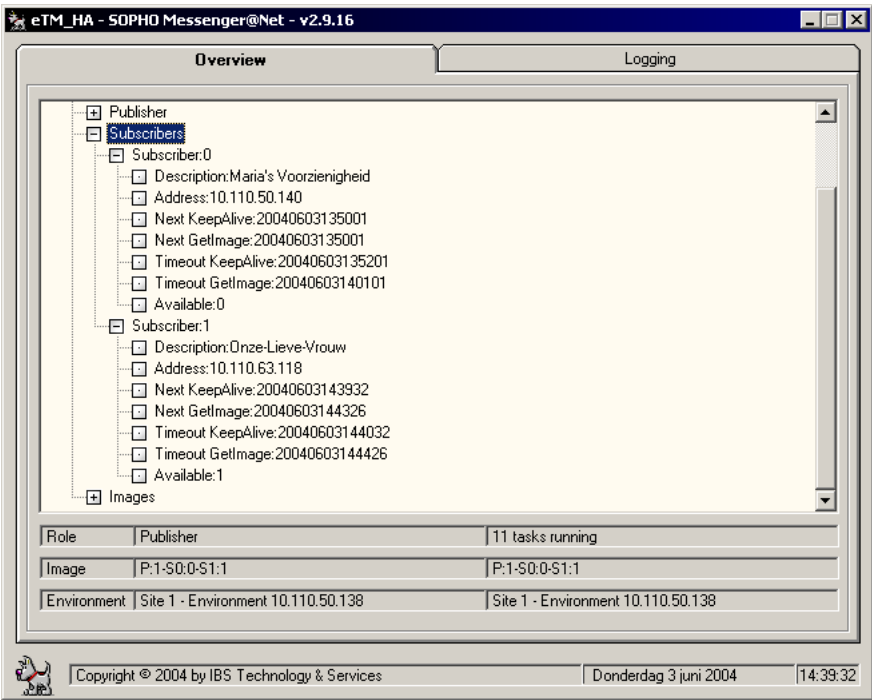 eTM_HA - SOPHO Messenger@Net - v2.9.16
Overview
Logging
Publisher
Subscribers
Subscriber:0
Description:Maria's Voorzienigheid
Address:10.110.50.140
Next KeepAlive:20040603135001
Next GetImage:20040603135001
Timeout KeepAlive:20040603135201
Timeout GetImage:20040603140101
Available:0
Subscriber:1
Description:Onze-Lieve-Vrouw
Address:10.110.63.118
Next KeepAlive:20040603143932
Next GetImage:20040603144326
Timeout KeepAlive:20040603144032
Timeout GetImage:20040603144426
Available:1
Images
Role Publisher 11 tasks running
Image P:1-S0:0-S1:1 P:1-S0:0-S1:1
Environment Site 1 - Environment 10.110.50.138 Site 1 - Environment 10.110.50.138
Copyright © 2004 by IBS Technology & Services Donderdag 3 juni 2004 14:39:32